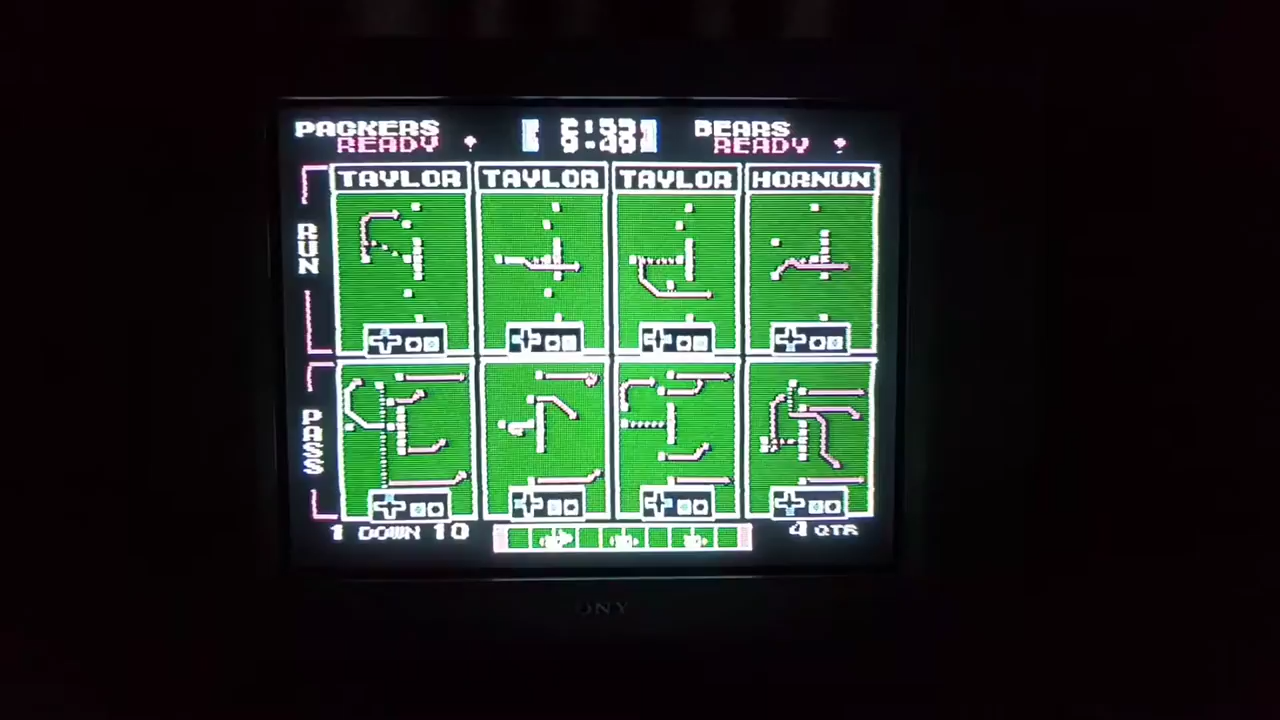 PACKERS BEARS
READY READY
TAYLOR TAYLOR TAYLOR HORNUN
RUN
PASS
1 DOWN 10 4 QTR